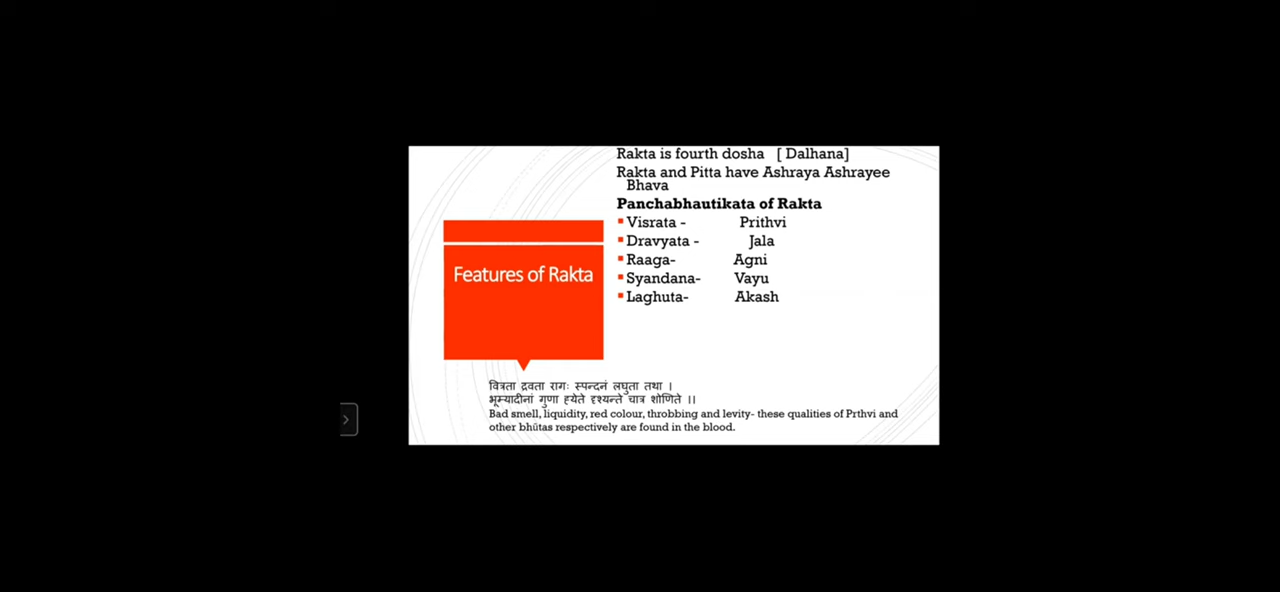 Rakta is fourth dosha [ Dalhana]
Rakta and Pitta have Ashraya Ashrayee
Bhava
Panchabhautikata of Rakta
Visrata - Prithvi
Dravyata - Jala
Raaga- Agni
Syandana- Vayu
Laghuta- Akash
Features of Rakta
वित्रता द्रवता रागः स्पन्दनं लघुता तथा ।
भूम्यादीनां गुणा ह्येते दृश्यन्ते चात्र शोणिते ।।
Bad smell, liquidity, red colour, throbbing and levity- these qualities of Prthvi and
other bhūtas respectively are found in the blood.